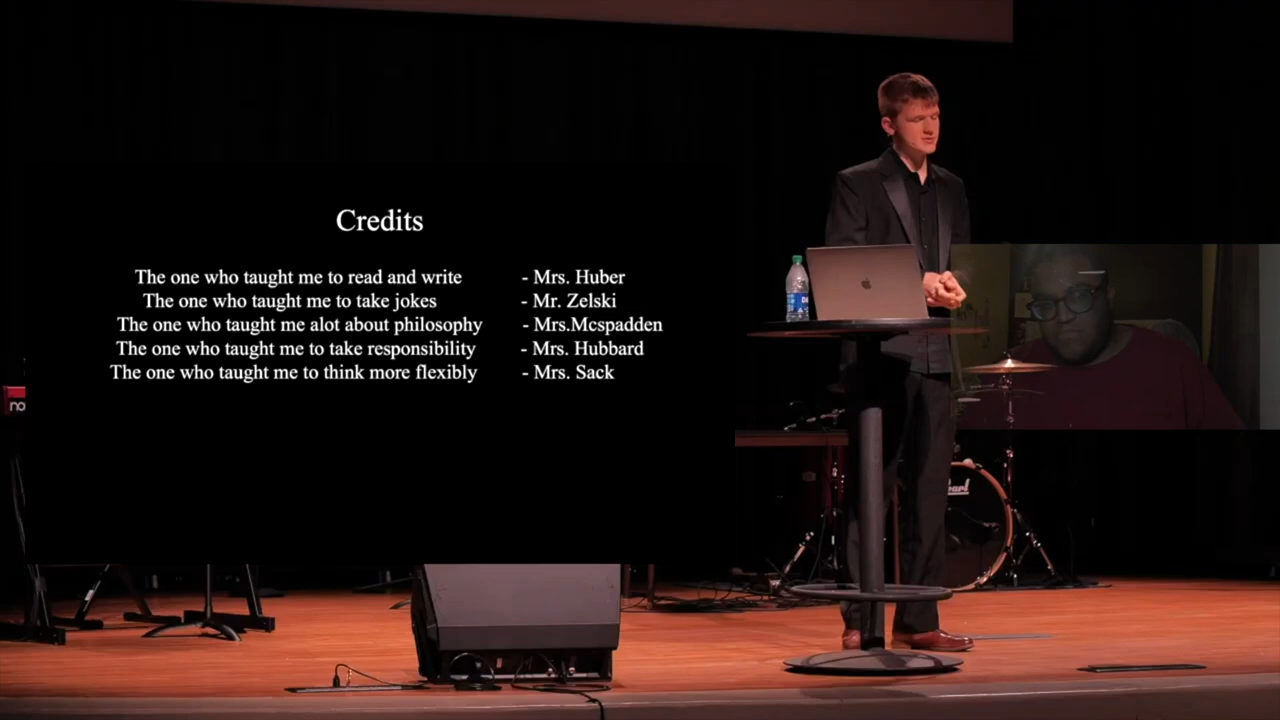 Credits
The one who taught me to read and write - Mrs. Huber
The one who taught me to take jokes - Mr. Zelski
The one who taught me alot about philosophy - Mrs.Mcspadden
The one who taught me to take responsibility - Mrs. Hubbard
The one who taught me to think more flexibly - Mrs. Sack
no